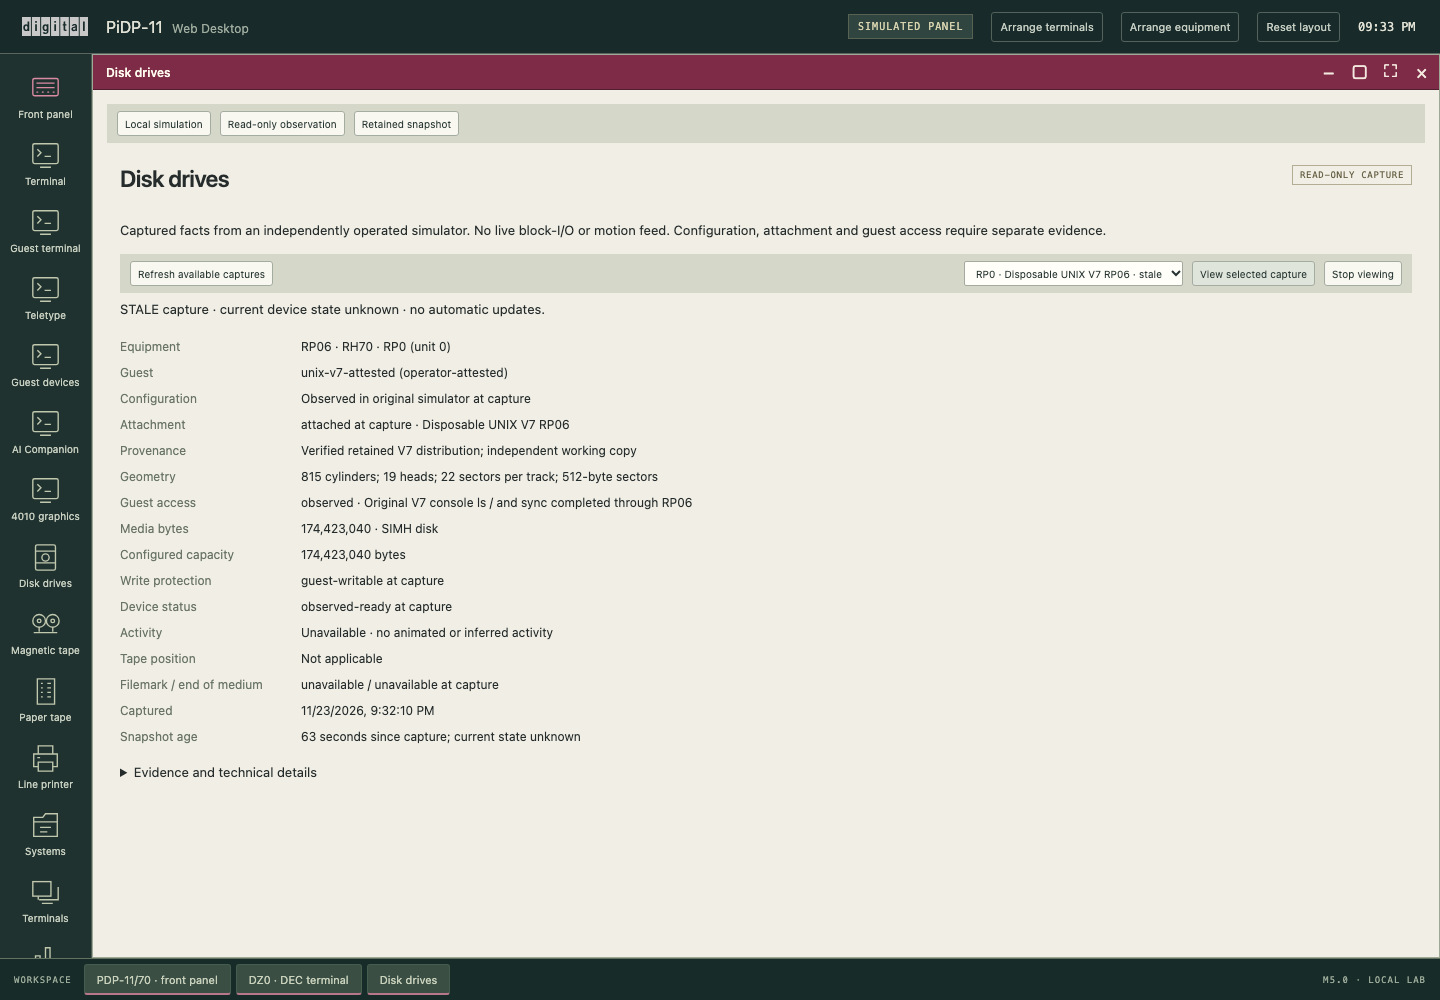 digital PiDP-11 Web Desktop SIMULATED PANEL Arrange terminals Arrange equipment Reset layout 09:33 PM
Front panel
Terminal
Guest terminal
Teletype
Guest devices
AI Companion
4010 graphics
Disk drives
Magnetic tape
Paper tape
Line printer
Systems
Terminals
Disk drives
Local simulation Read-only observation Retained snapshot
Disk drives READ-ONLY CAPTURE
Captured facts from an independently operated simulator. No live block-I/O or motion feed. Configuration, attachment and guest access require separate evidence.
Refresh available captures RP0 · Disposable UNIX V7 RP06 · stale View selected capture Stop viewing
STALE capture · current device state unknown · no automatic updates.
Equipment RP06 · RH70 · RP0 (unit 0)
Guest unix-v7-attested (operator-attested)
Configuration Observed in original simulator at capture
Attachment attached at capture · Disposable UNIX V7 RP06
Provenance Verified retained V7 distribution; independent working copy
Geometry 815 cylinders; 19 heads; 22 sectors per track; 512-byte sectors
Guest access observed · Original V7 console ls / and sync completed through RP06
Media bytes 174,423,040 · SIMH disk
Configured capacity 174,423,040 bytes
Write protection guest-writable at capture
Device status observed-ready at capture
Activity Unavailable · no animated or inferred activity
Tape position Not applicable
Filemark / end of medium unavailable / unavailable at capture
Captured 11/23/2026, 9:32:10 PM
Snapshot age 63 seconds since capture; current state unknown
Evidence and technical details
WORKSPACE PDP-11/70 · front panel DZ0 · DEC terminal Disk drives M5.0 · LOCAL LAB